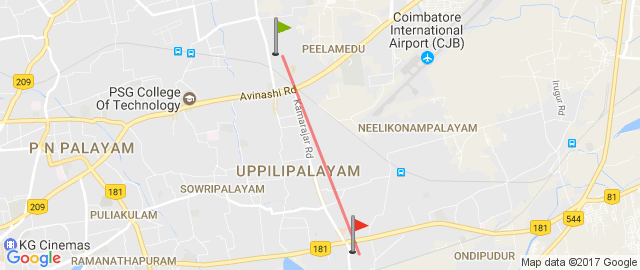 Coimbatore
International
Airport (CJB)
PEELAMEDU
209
PSG College
Of Technology
Avinashi Rd
Kamarajar Rd
Irugur Rd
NEELIKONAMPALAYAM
P N PALAYAM
UPPILIPALAYAM
181
SOWRIPALAYAM
81
209
PULIAKULAM
544
181
181
KG Cinemas
RAMANATHAPURAM
ONDIPUDUR
Google
Map data ©2017 Google